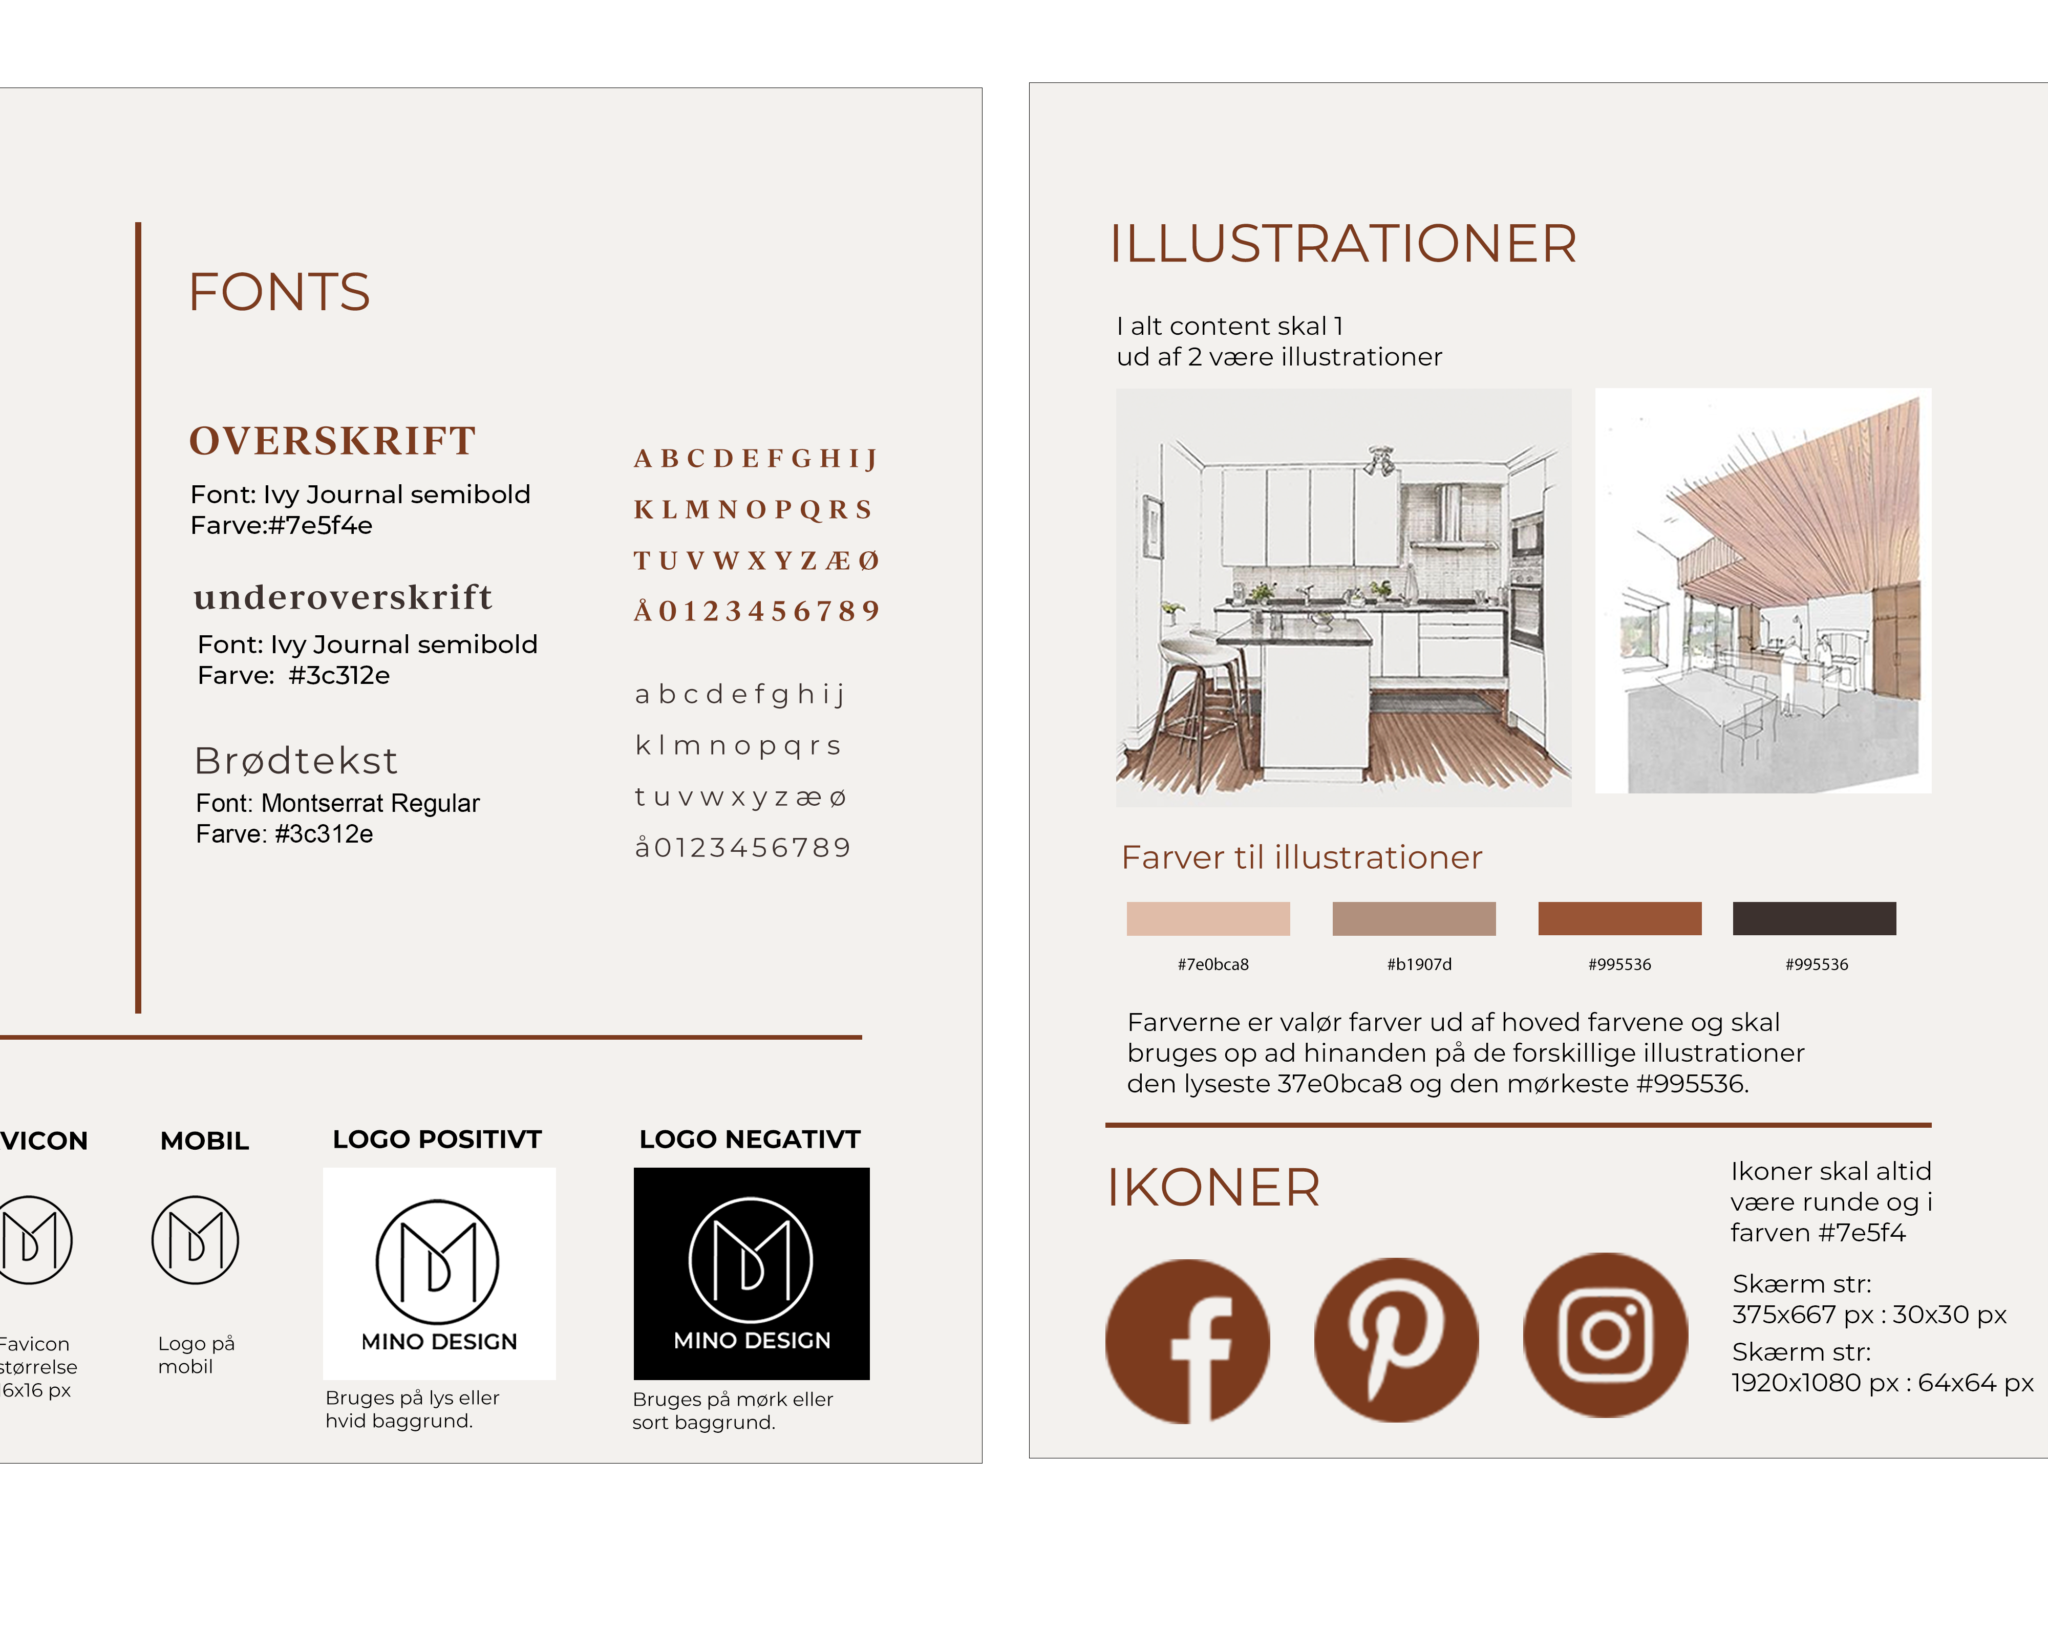 FONTS
OVERSKRIFT
Font: Ivy Journal semibold
Farve:#7e5f4e
underoverskrift
Font: Ivy Journal semibold
Farve: #3c312e
Brødtekst
Font: Montserrat Regular
Farve: #3c312e
A B C D E F G H I J
K L M N O P Q R S
T U V W X Y Z Æ Ø
Å 0 1 2 3 4 5 6 7 8 9
a b c d e f g h i j
k l m n o p q r s
t u v w x y z æ ø
å 0 1 2 3 4 5 6 7 8 9
VICON
Favicon
størrelse
16x16 px
MOBIL
Logo på
mobil
LOGO POSITIVT
MINO DESIGN
Bruges på lys eller
hvid baggrund.
LOGO NEGATIVT
MINO DESIGN
Bruges på mørk eller
sort baggrund.
ILLUSTRATIONER
I alt content skal 1
ud af 2 være illustrationer
Farver til illustrationer
#7e0bca8
#b1907d
#995536
#995536
Farverne er valør farver ud af hoved farvene og skal
bruges op ad hinanden på de forskillige illustrationer
den lyseste 37e0bca8 og den mørkeste #995536.
IKONER
Ikoner skal altid
være runde og i
farven #7e5f4
Skærm str:
375x667 px : 30x30 px
Skærm str:
1920x1080 px : 64x64 px